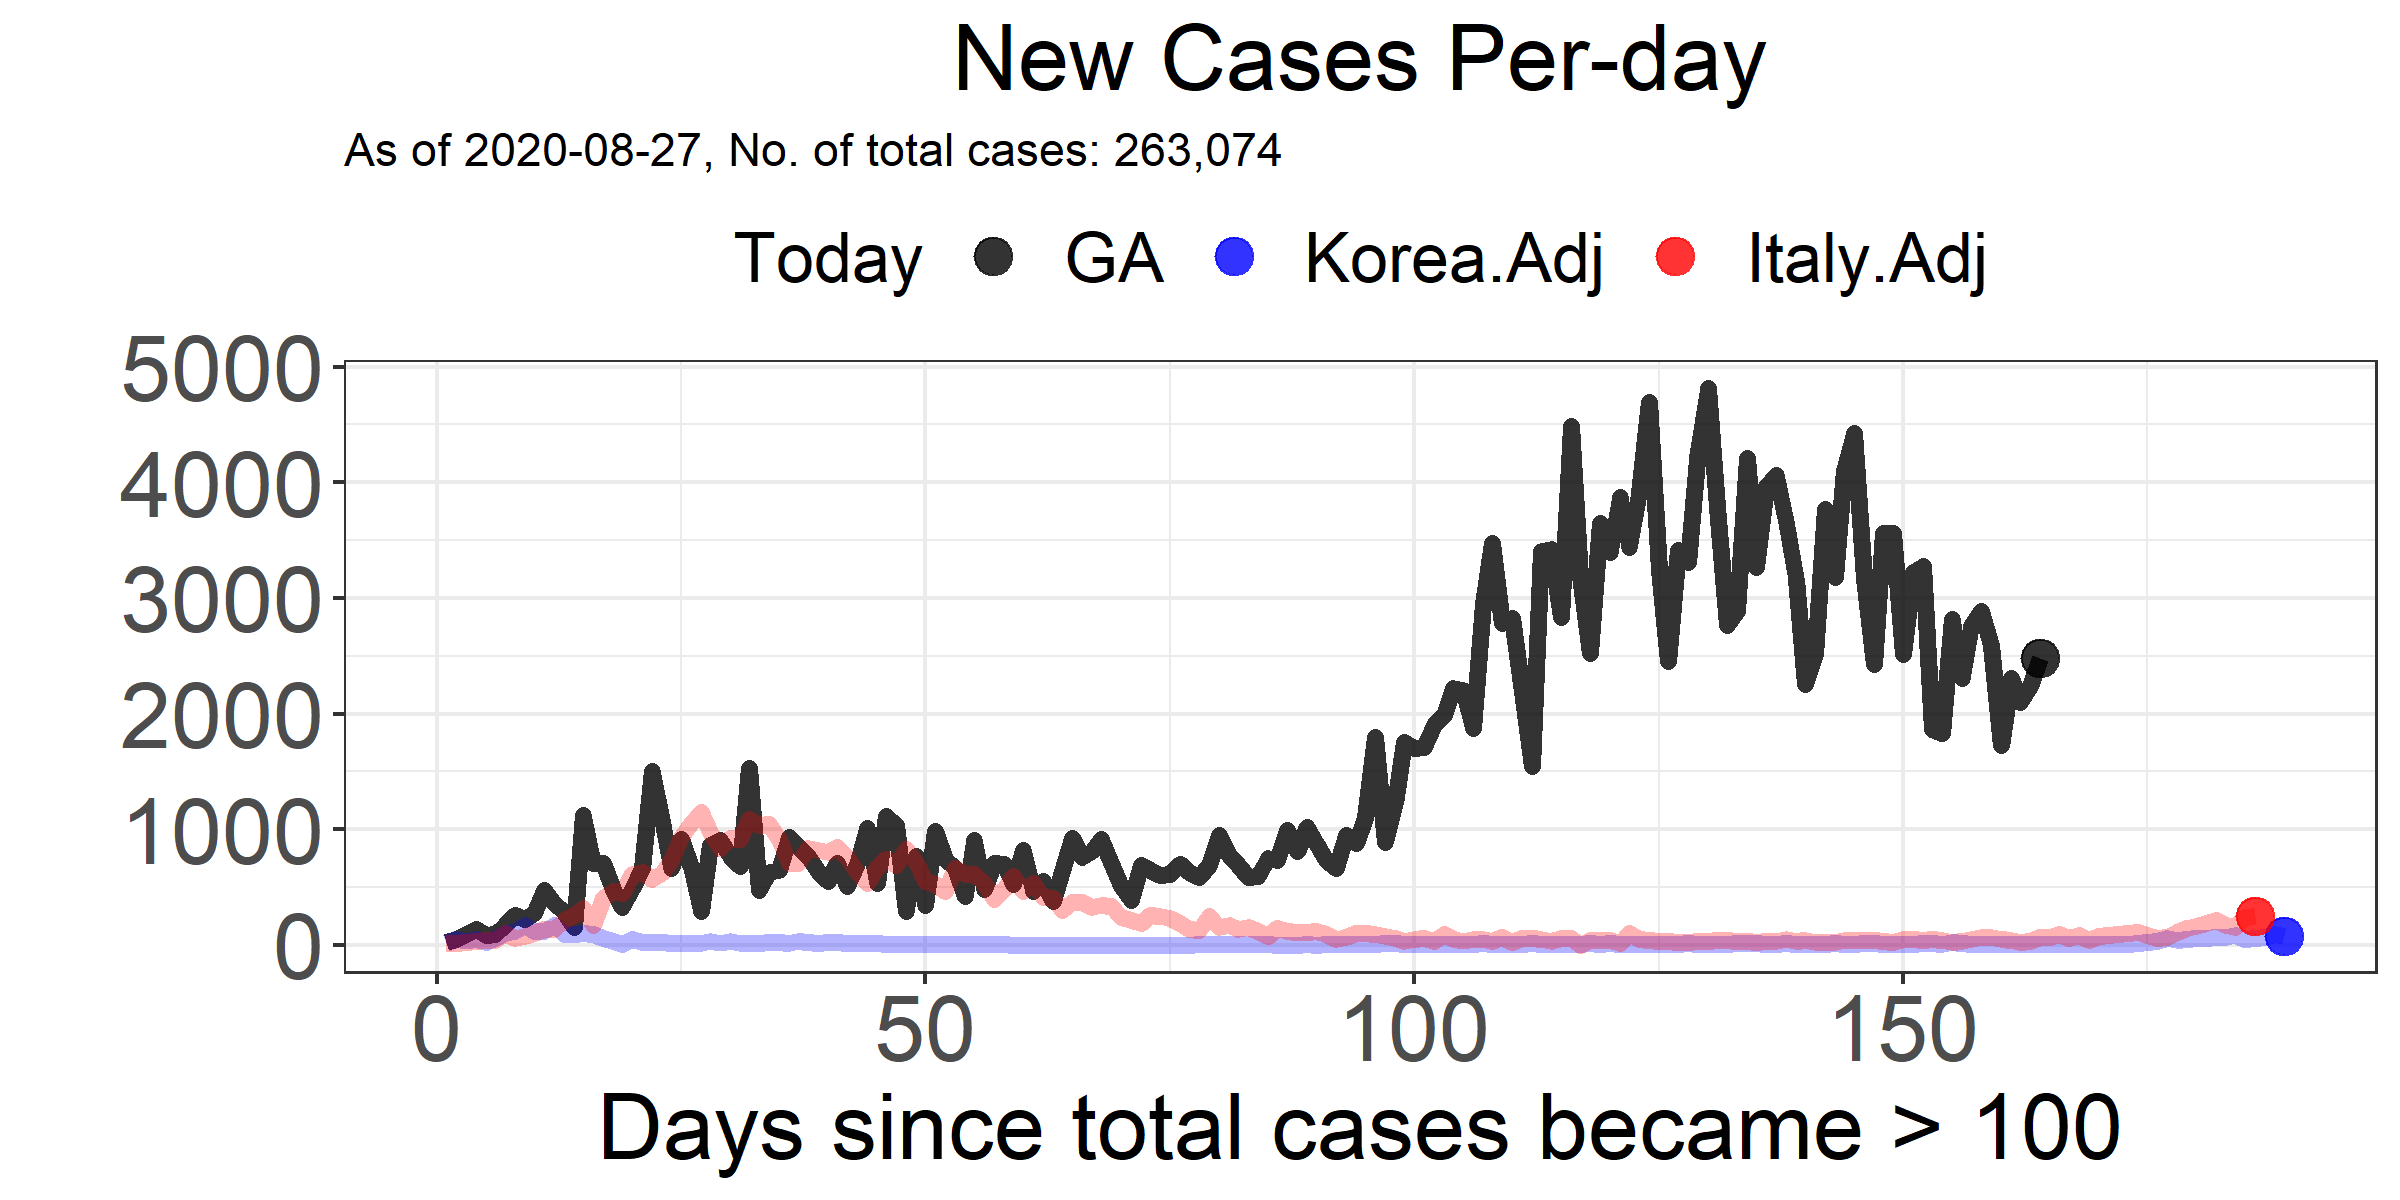 New Cases Per-day
As of 2020-08-27, No. of total cases: 263,074
Today GA Korea.Adj Italy.Adj
5000
4000
3000
2000
1000
0
0 50 100 150
Days since total cases became > 100